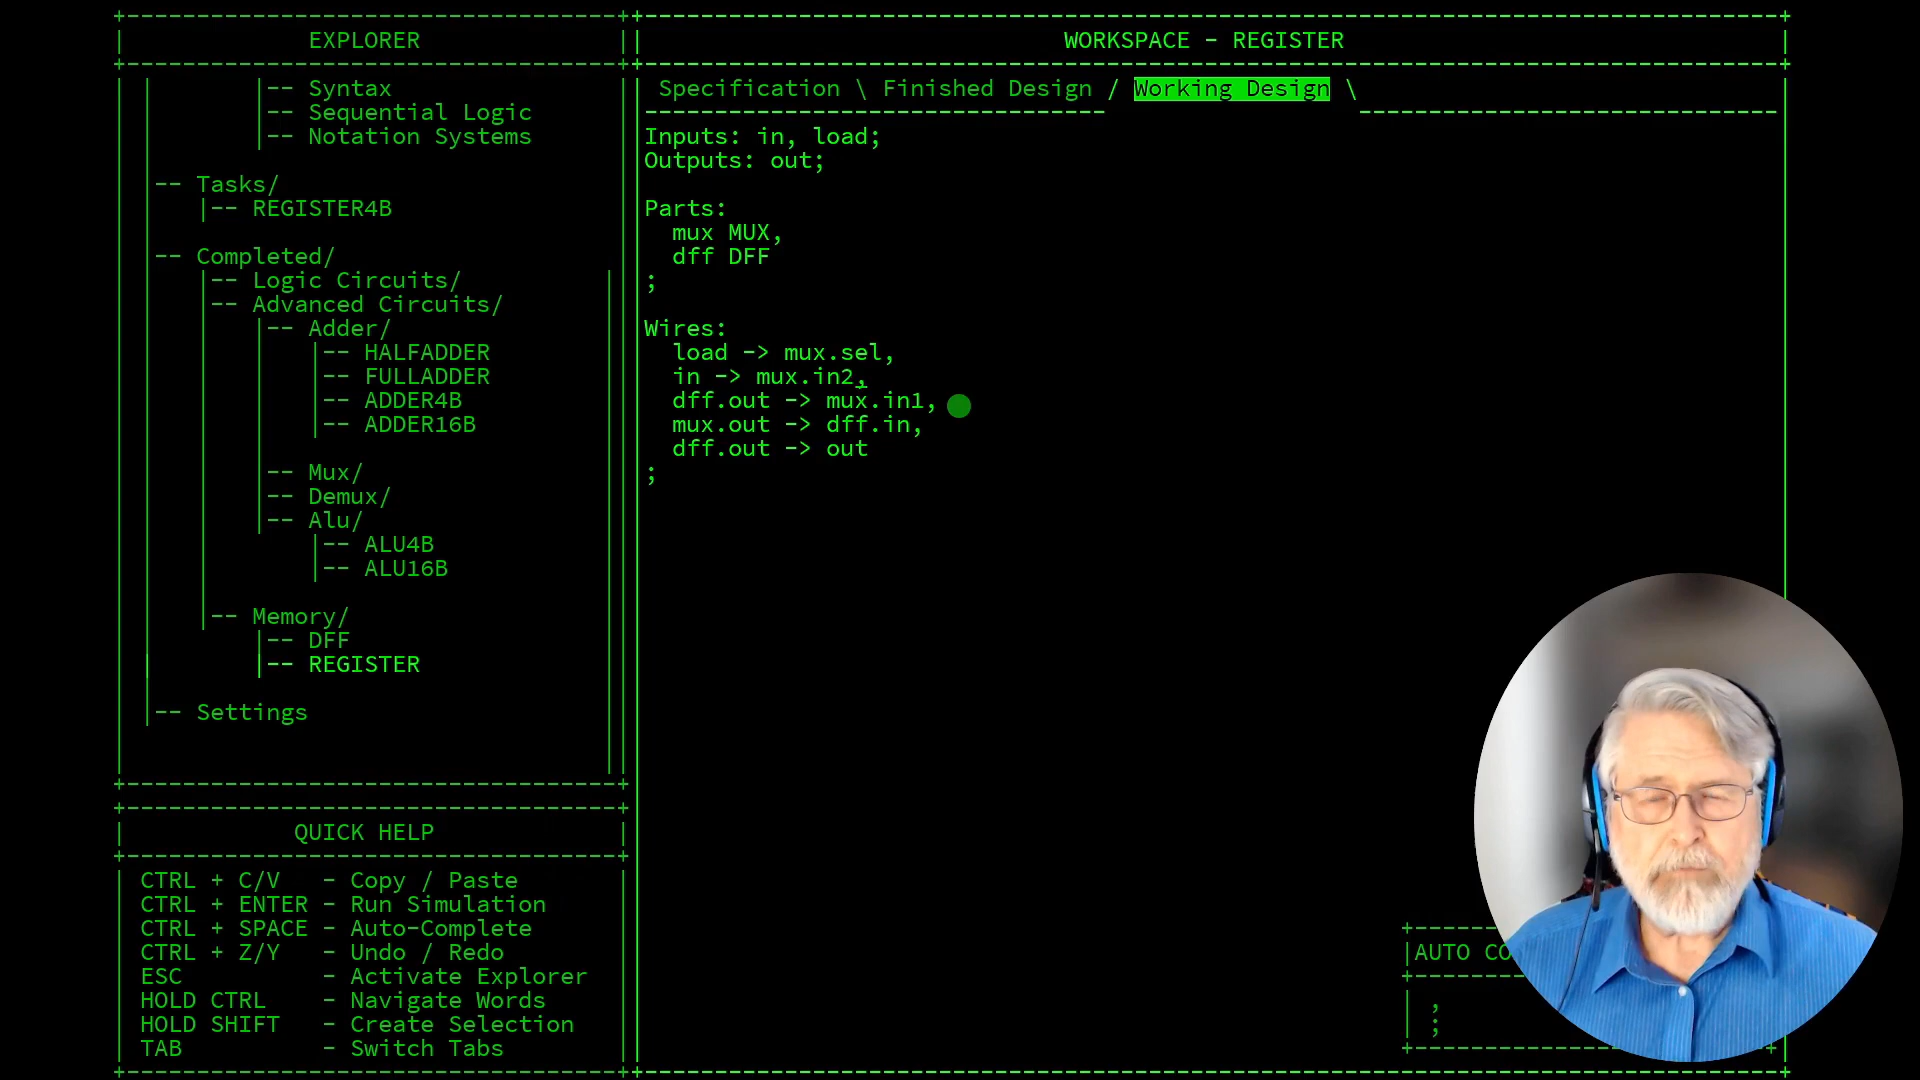 EXPLORER
|-- Syntax
|-- Sequential Logic
|-- Notation Systems
|-- Tasks/
|-- REGISTER4B
|-- Completed/
|-- Logic Circuits/
|-- Advanced Circuits/
|-- Adder/
|-- HALFADDER
|-- FULLADDER
|-- ADDER4B
|-- ADDER16B
|-- Mux/
|-- Demux/
|-- Alu/
|-- ALU4B
|-- ALU16B
|-- Memory/
|-- DFF
|-- REGISTER
|-- Settings
QUICK HELP
CTRL + C/V - Copy / Paste
CTRL + ENTER - Run Simulation
CTRL + SPACE - Auto-Complete
CTRL + Z/Y - Undo / Redo
ESC - Activate Explorer
HOLD CTRL - Navigate Words
HOLD SHIFT - Create Selection
TAB - Switch Tabs
WORKSPACE - REGISTER
Specification \ Finished Design / Working Design \
Inputs: in, load;
Outputs: out;
Parts:
mux MUX,
dff DFF
;
Wires:
load -> mux.sel,
in -> mux.in2,
dff.out -> mux.in1,
mux.out -> dff.in,
dff.out -> out
;
AUTO
,
;